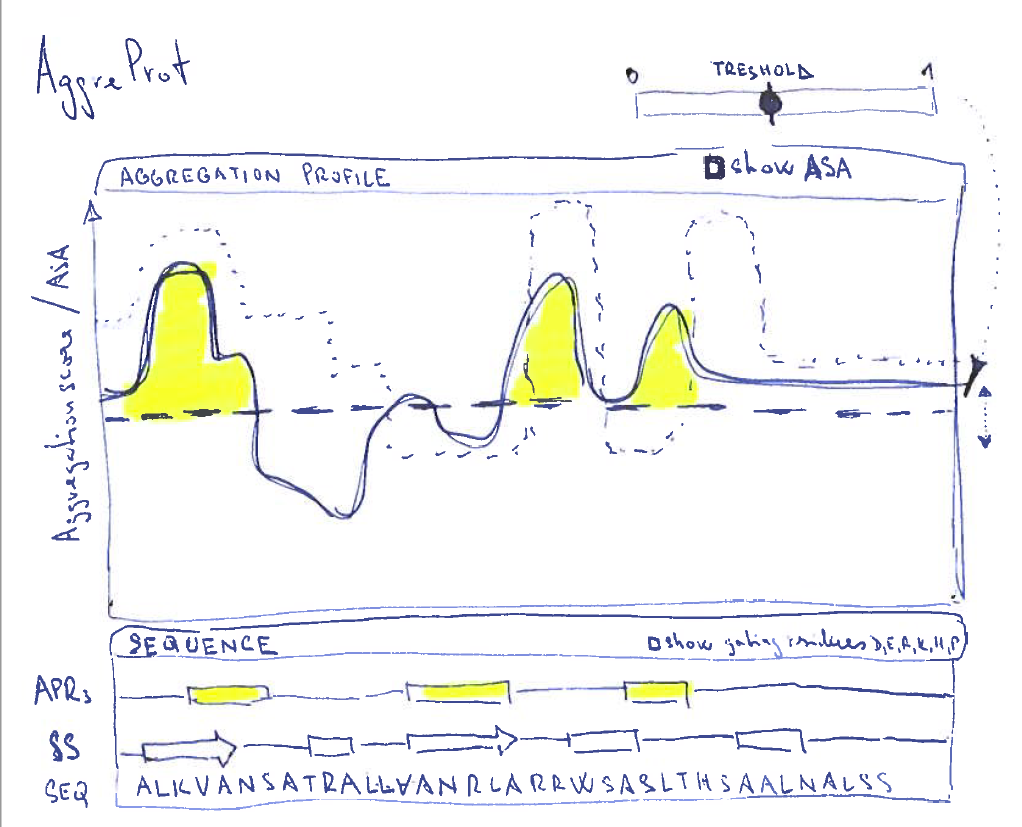 AggreProt
0 TRESHOLD 1
AGGREGATION PROFILE
show ASA
Aggregation score / ASA
SEQUENCE
show gating residues D,E,R,K,H,P
APRs
SS
SEQ ALKVANSATRALLVANRLARRWSASLTHSAALNALSS